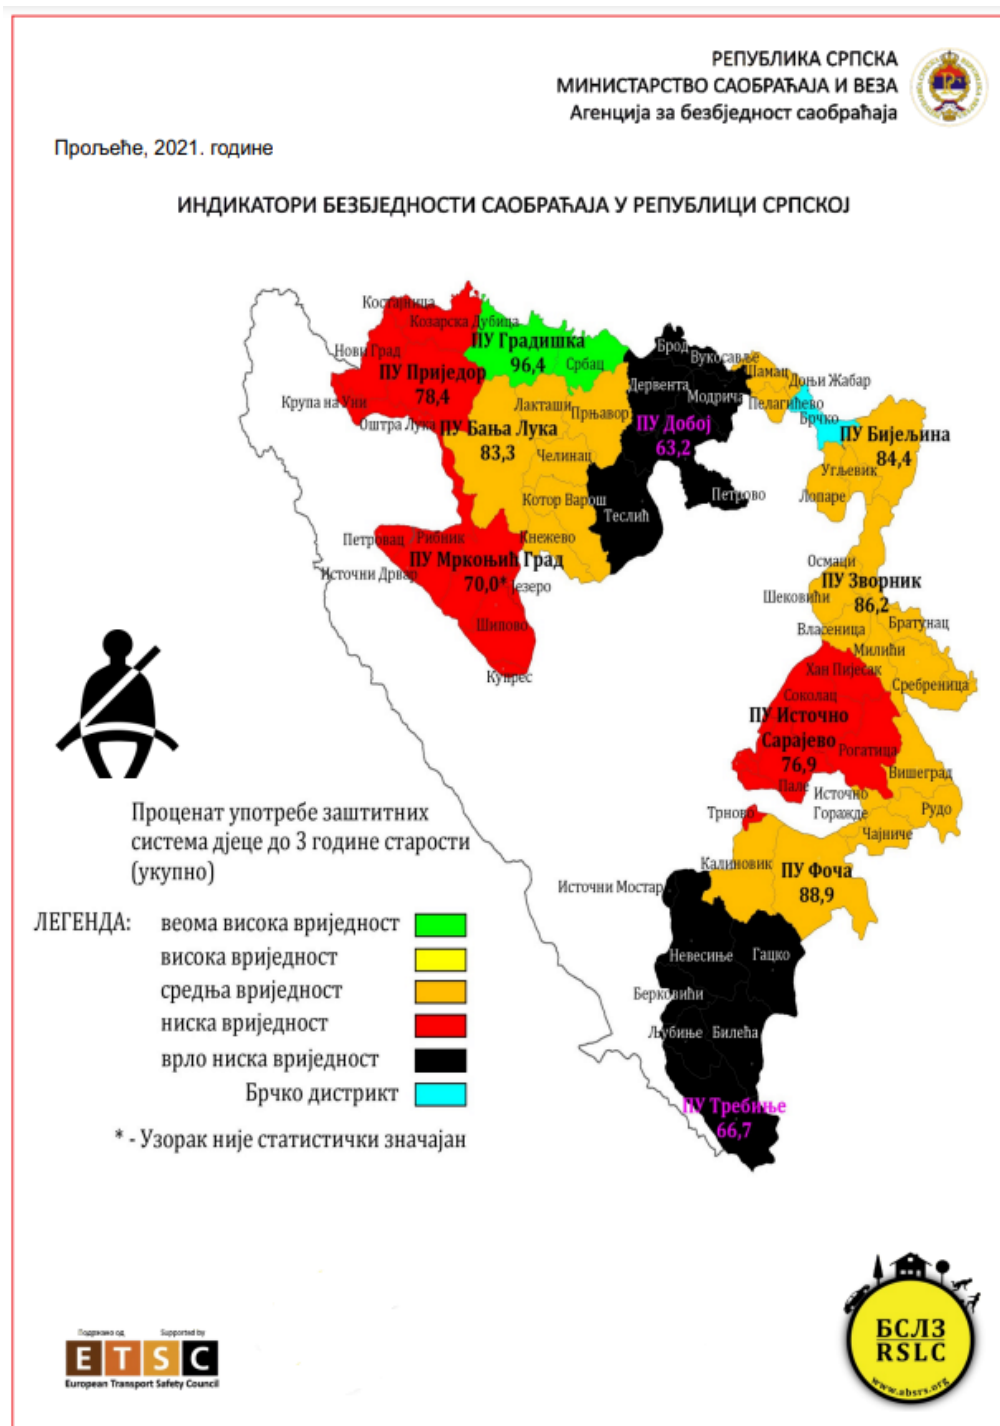 РЕПУБЛИКА СРПСКА
МИНИСТАРСТВО САОБРАЋАЈА И ВЕЗА
Агенција за безбједност саобраћаја
Прољеће, 2021. године
ИНДИКАТОРИ БЕЗБЈЕДНОСТИ САОБРАЋАЈА У РЕПУБЛИЦИ СРПСКОЈ
Костајница
Козарска Дубица
ПУ Градишка
96,4
Србац
Нови Град
ПУ Приједор
78,4
Крупа на Уни
Оштра Лука
Брод
Вукосавље
Дервента
Модрича
ПУ Добој
63,2
Петрово
Теслић
Шамац
Доњи Жабар
Пелагићево
Брчко
ПУ Бијељина
84,4
Угљевик
Лопаре
Лакташи
Прњавор
ПУ Бања Лука
83,3
Челинац
Котор Варош
Кнежево
Петровац
Рибник
ПУ Мркоњић Град
70,0*
Источни Дрвар
Језеро
Шипово
Купрес
Осмаци
ПУ Зворник
86,2
Шековићи
Братунац
Власеница
Милићи
Сребреница
Хан Пијесак
Соколац
ПУ Источно
Сарајево
76,9
Рогатица
Пале
Трново
Вишеград
Источно
Горажде
Рудо
Чајниче
Калиновик
ПУ Фоча
88,9
Источни Мостар
Невесиње
Гацко
Берковићи
Љубиње
Билећа
ПУ Требиње
66,7
Проценат употребе заштитних
система дјеце до 3 године старости
(укупно)
ЛЕГЕНДА:
веома висока вриједност
висока вриједност
средња вриједност
ниска вриједност
врло ниска вриједност
Брчко дистрикт
* - Узорак није статистички значајан
Подржано од Supported by
ETSC
European Transport Safety Council
БСЛЗ
RSLC
www.absrs.org